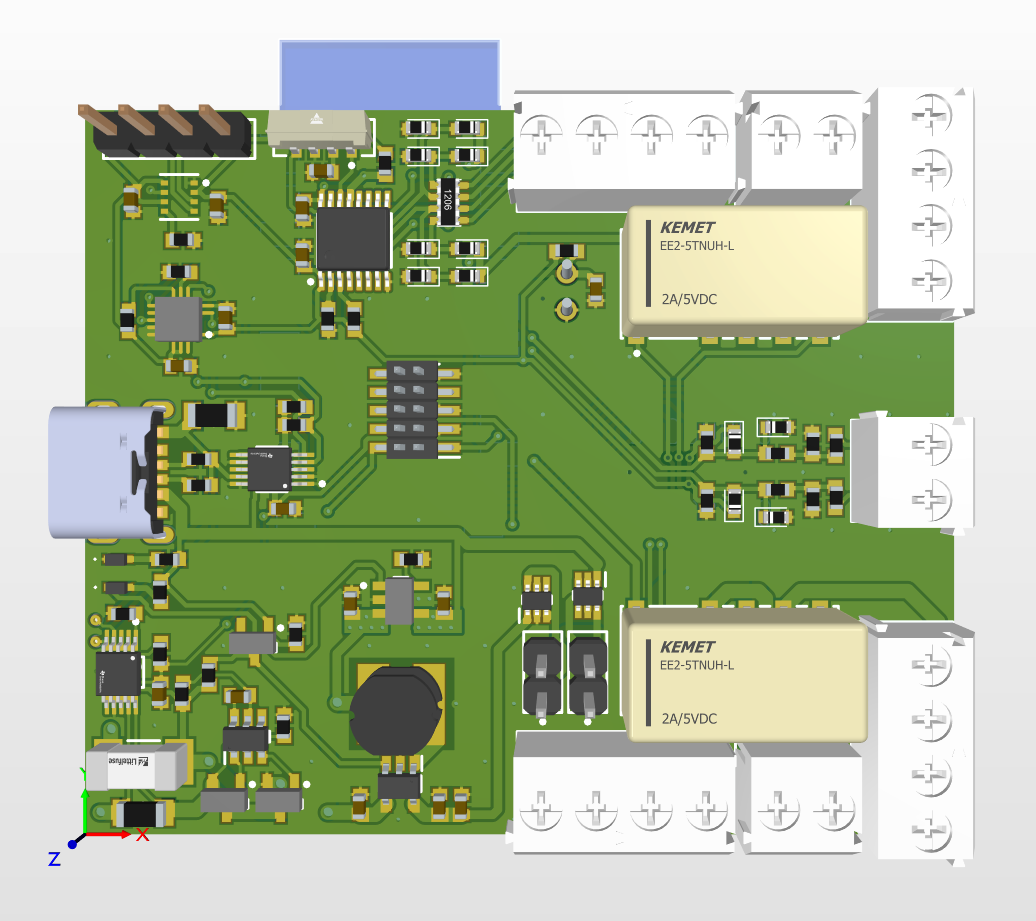 1206
KEMET
EE2-5TNUH-L
2A/5VDC
KEMET
EE2-5TNUH-L
2A/5VDC
Littelfuse
X
Z